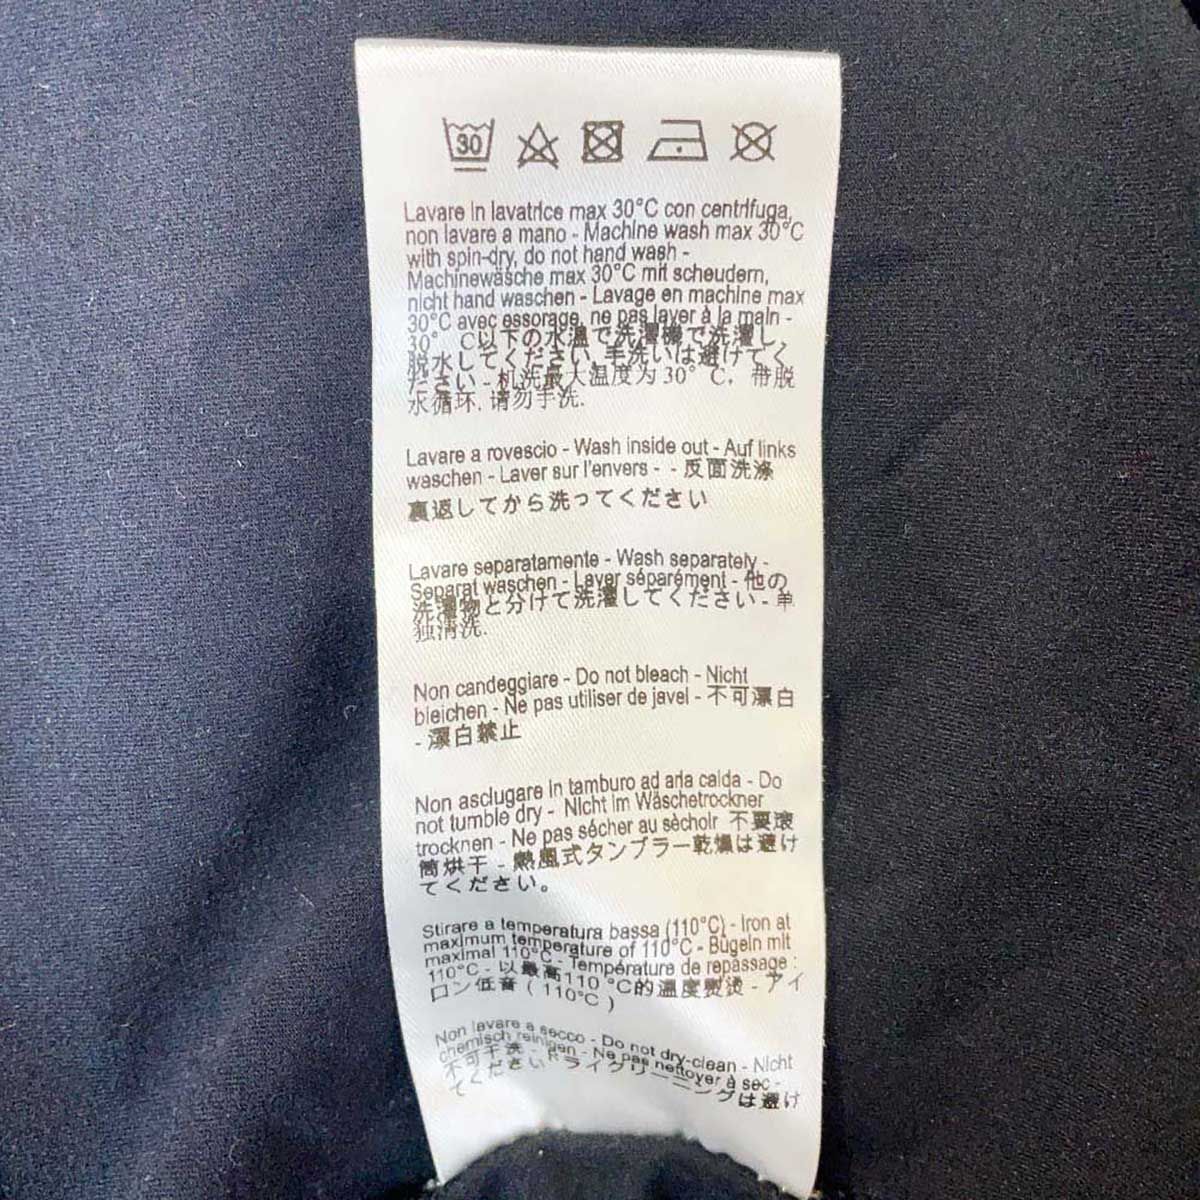 30
Lavare in lavatrice max 30°C con centrifuga,
non lavare a mano - Machine wash max 30°C
with spin-dry, do not hand wash -
Machinewäsche max 30°C mit scheudern,
nicht hand waschen - Lavage en machine max
30°C avec essorage, ne pas laver à la main -
30° C以下の水温で洗濯機で洗濯し,
脱水してください, 手洗いは避けてく
ださい - 机洗最大温度为30° C, 带脱
水循环, 请勿手洗.
Lavare a rovescio - Wash inside out - Auf links
waschen - Laver sur l'envers - - 反面洗涤
裏返してから洗ってください
Lavare separatamente - Wash separately -
Separat waschen - Laver séparément - 他の
洗濯物と分けて洗濯してください - 单
独清洗.
Non candeggiare - Do not bleach - Nicht
bleichen - Ne pas utiliser de javel - 不可漂白
- 漂白禁止
Non asclugare in tamburo ad aria calda - Do
not tumble dry - Nicht im Wäschetrockner
trocknen - Ne pas sécher au sèchoir 不要滚
筒烘干 - 熱風式タンブラー乾燥は避け
てください。
Stirare a temperatura bassa (110°C) - Iron at
maximum temperature of 110°C - Bügeln mit
maximal 110°C - Température de repassage :
110°C - 以最高110 °C的溫度熨烫 - アイ
ロン低音 ( 110°C )
Non lavare a secco - Do not dry-clean - Nicht
chemisch reinigen - Ne pas nettoyer à sec -
不可干洗 - ドライクリーニングは避け
てください